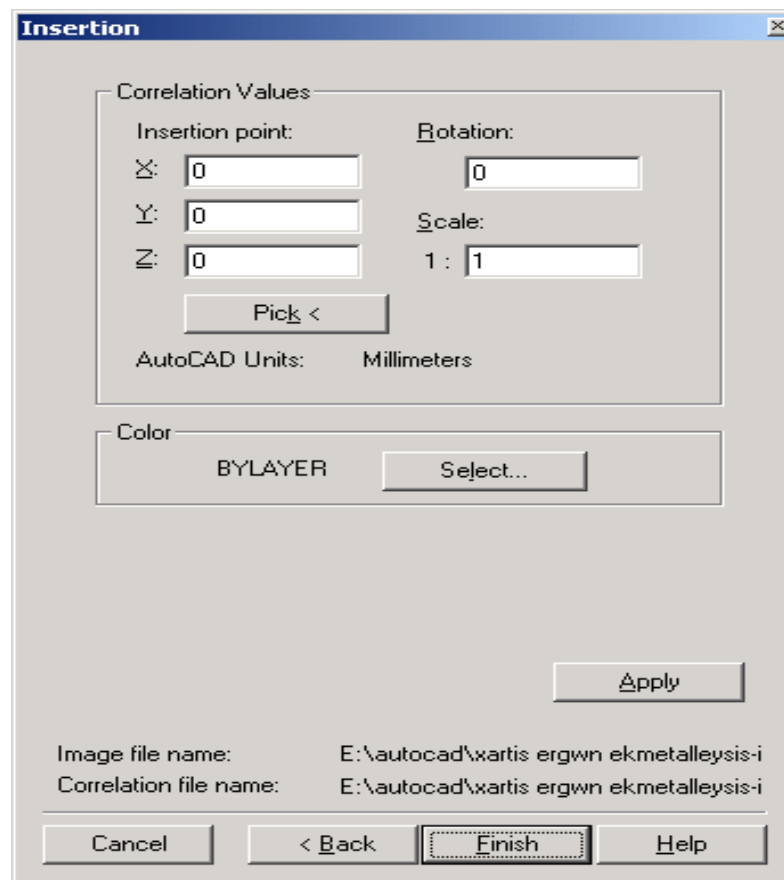 Insertion
Correlation Values
Insertion point: Rotation:
X: 0 0
Y: 0 Scale:
Z: 0 1 : 1
Pick <
AutoCAD Units: Millimeters
Color
BYLAYER Select...
Apply
Image file name: E:\autocad\xartis ergwn ekmetalleysis-i
Correlation file name: E:\autocad\xartis ergwn ekmetalleysis-i
Cancel < Back Finish Help